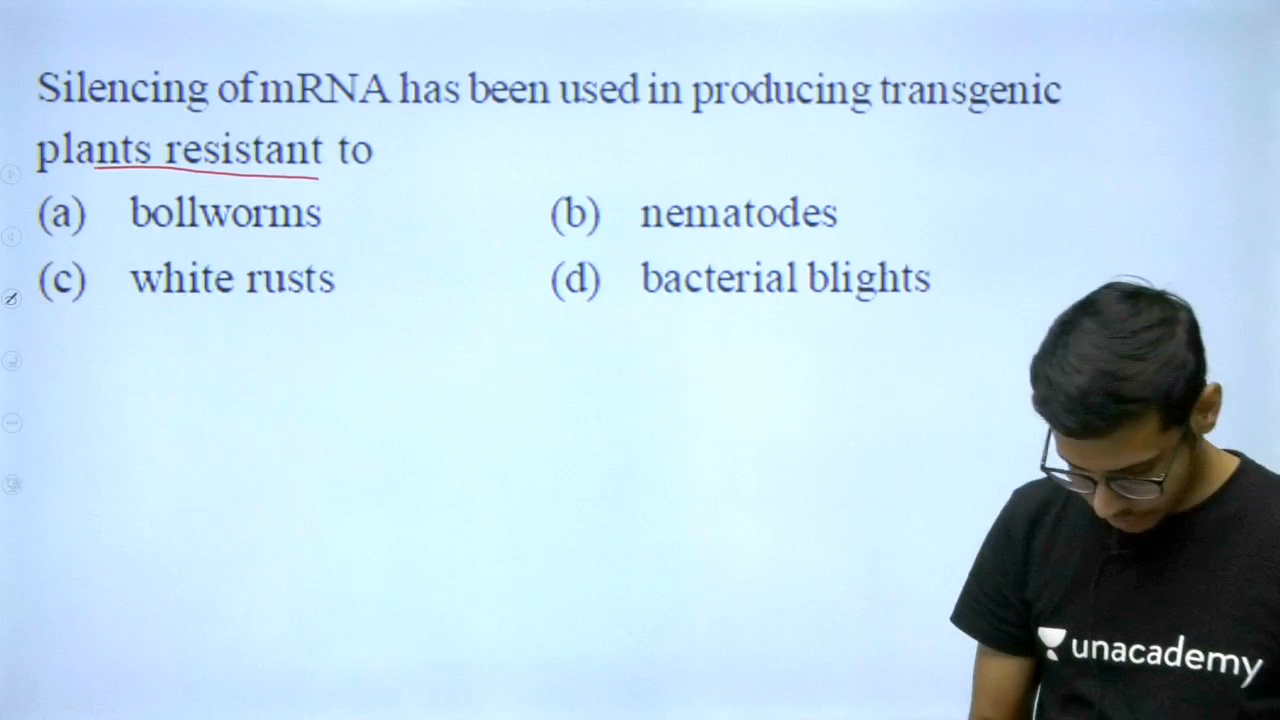 Silencing of mRNA has been used in producing transgenic
plants resistant to
(a) bollworms (b) nematodes
(c) white rusts (d) bacterial blights
unacademy